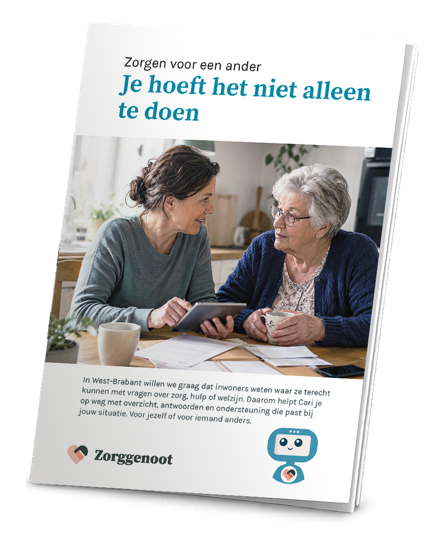 Zorgen voor een ander
Je hoeft het niet alleen
te doen
In West-Brabant willen we graag dat inwoners weten waar ze terecht
kunnen met vragen over zorg, hulp of welzijn. Daarom helpt Cari je
op weg met overzicht, antwoorden en ondersteuning die past bij
jouw situatie. Voor jezelf of voor iemand anders.
Zorggenoot